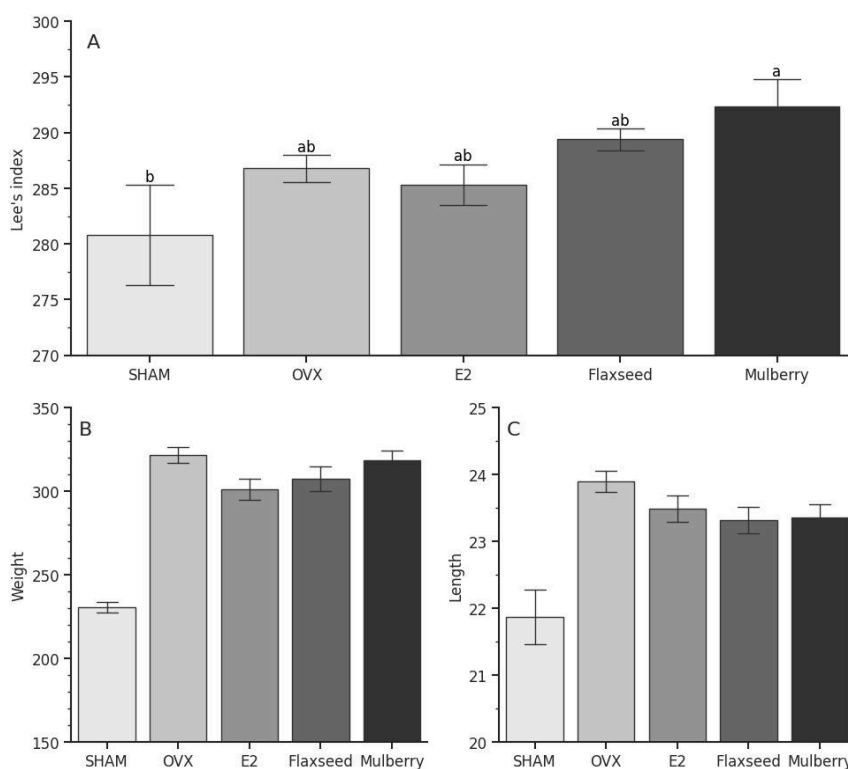 A
Lee's index
300
295
290
285
280
275
270
b
ab
ab
ab
a
SHAM OVX E2 Flaxseed Mulberry
B
Weight
350
300
250
200
150
SHAM OVX E2 Flaxseed Mulberry
C
Length
25
24
23
22
21
20
SHAM OVX E2 Flaxseed Mulberry